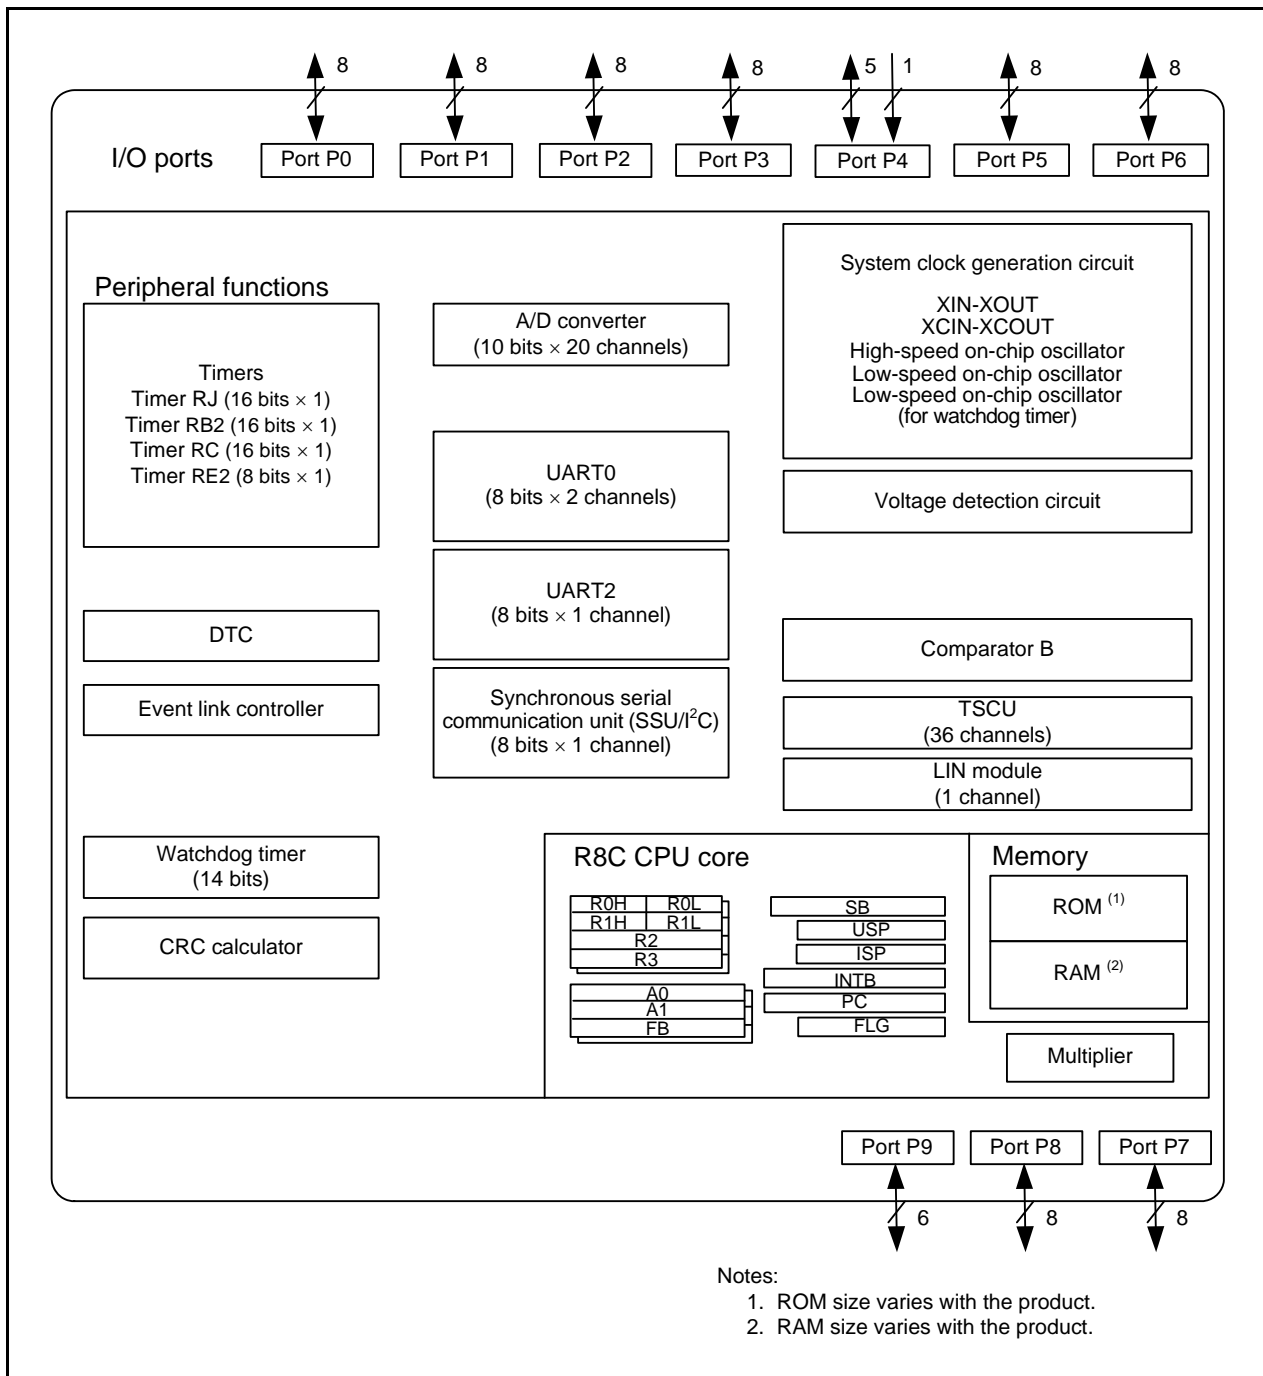 8 8 8 8 5 1 8 8
I/O ports
Port P0 Port P1 Port P2 Port P3 Port P4 Port P5 Port P6
Peripheral functions
Timers
Timer RJ (16 bits × 1)
Timer RB2 (16 bits × 1)
Timer RC (16 bits × 1)
Timer RE2 (8 bits × 1)
DTC
Event link controller
Watchdog timer
(14 bits)
CRC calculator
A/D converter
(10 bits × 20 channels)
UART0
(8 bits × 2 channels)
UART2
(8 bits × 1 channel)
Synchronous serial
communication unit (SSU/I²C)
(8 bits × 1 channel)
System clock generation circuit
XIN-XOUT
XCIN-XCOUT
High-speed on-chip oscillator
Low-speed on-chip oscillator
Low-speed on-chip oscillator
(for watchdog timer)
Voltage detection circuit
Comparator B
TSCU
(36 channels)
LIN module
(1 channel)
R8C CPU core
R0H R0L
R1H R1L
R2
R3
A0
A1
FB
SB
USP
ISP
INTB
PC
FLG
Memory
ROM (1)
RAM (2)
Multiplier
Port P9 Port P8 Port P7
6 8 8
Notes:
1. ROM size varies with the product.
2. RAM size varies with the product.